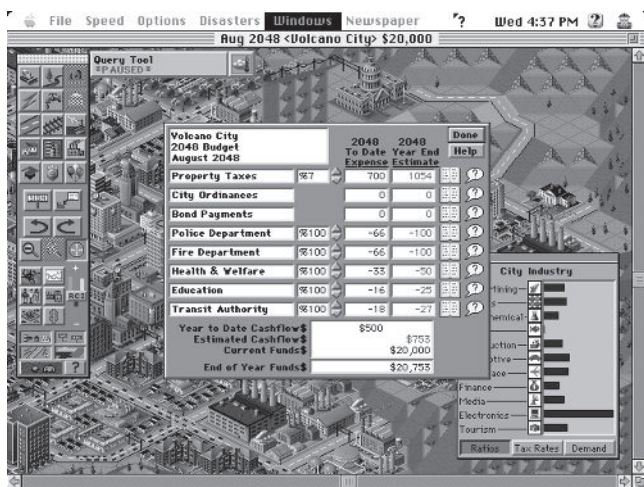 File Speed Options Disasters Windows Newspaper ? Wed 4:37 PM
Aug 2048 <Volcano City> $20,000
Query Tool
*PAUSED*
Volcano City
2048 Budget
August 2048
2048 2048
To Date Year End
Expense Estimate
Done
Help
Property Taxes %7 700 1054
City Ordinances 0 0
Bond Payments 0 0
Police Department %100 -66 -100
Fire Department %100 -66 -100
Health & Welfare %100 -33 -50
Education %100 -16 -25
Transit Authority %100 -18 -27
Year to Date Cashflow$ $500
Estimated Cashflow$ $753
Current Funds$ $20,000
End of Year Funds$ $20,753
RCI
?
City Industry
Finance
Media
Electronics
Tourism
Ratios Tax Rates Demand